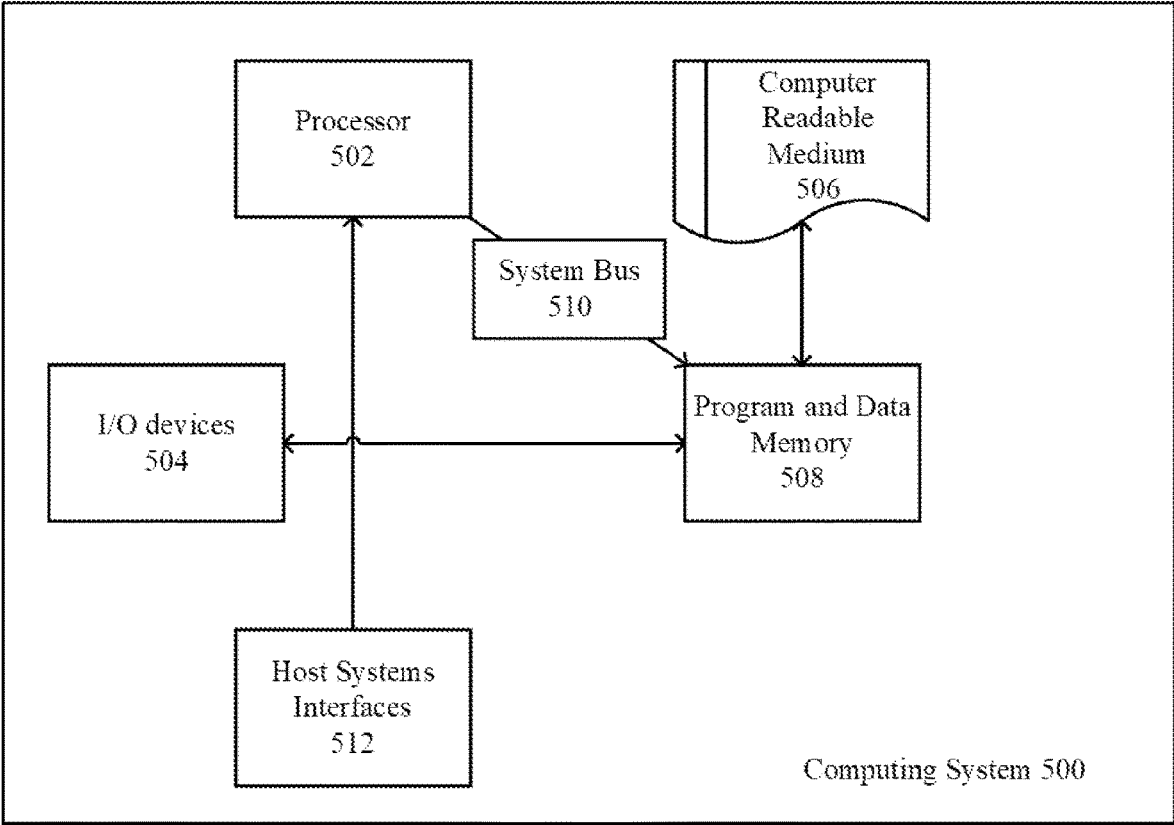 Processor
502
Computer
Readable
Medium
506
System Bus
510
I/O devices
504
Program and Data
Memory
508
Host Systems
Interfaces
512
Computing System 500